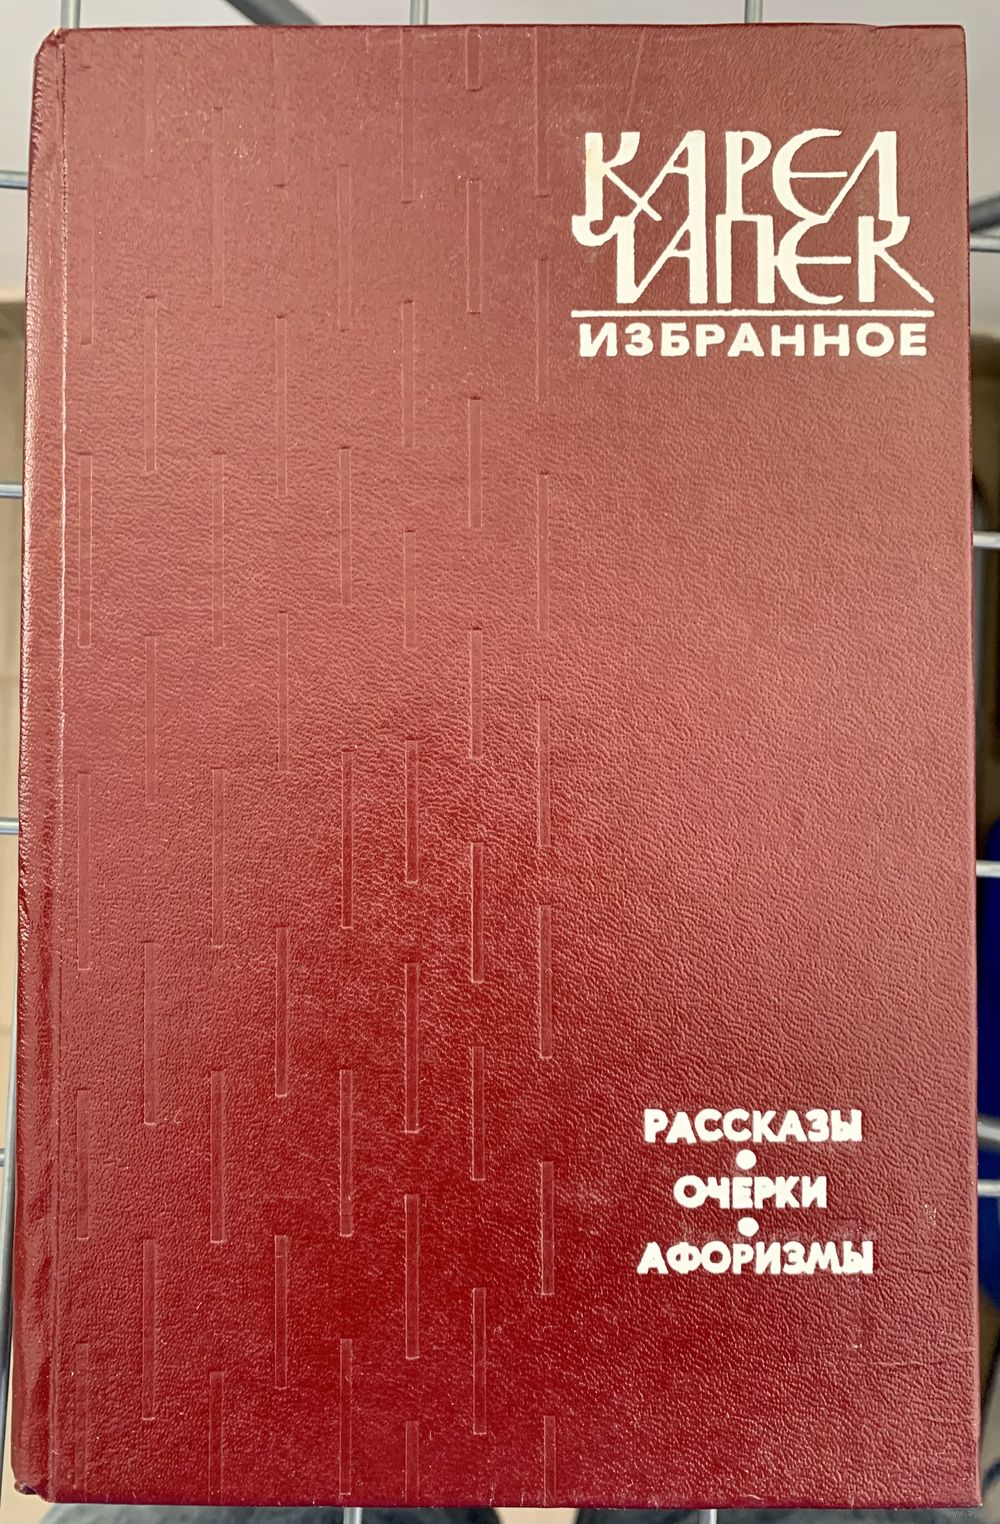 КАРЕЛ
ЧАПЕК
ИЗБРАННОЕ
РАССКАЗЫ
•
ОЧЕРКИ
•
АФОРИЗМЫ